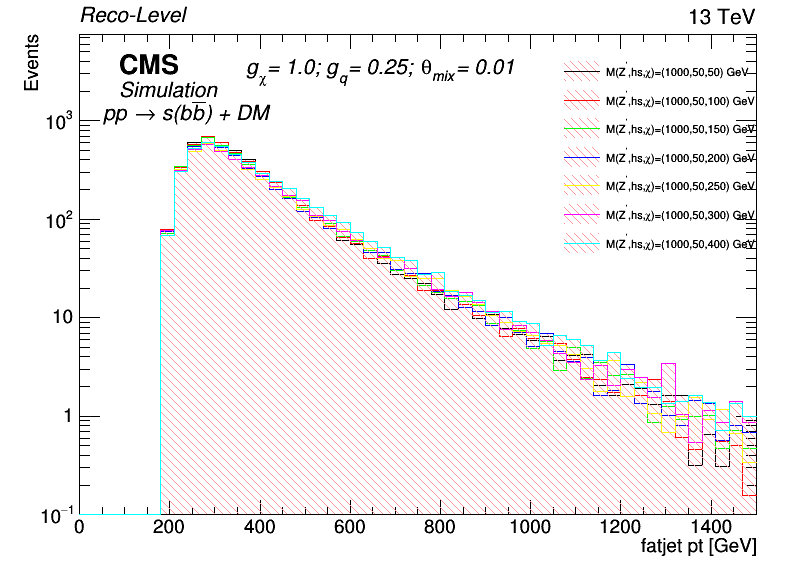 Reco-Level 13 TeV
Events
CMS
Simulation
pp → s(bb̅) + DM
gχ = 1.0; gq = 0.25; θmix = 0.01
M(Z',hs,χ)=(1000,50,50) GeV
M(Z',hs,χ)=(1000,50,100) GeV
M(Z',hs,χ)=(1000,50,150) GeV
M(Z',hs,χ)=(1000,50,200) GeV
M(Z',hs,χ)=(1000,50,250) GeV
M(Z',hs,χ)=(1000,50,300) GeV
M(Z',hs,χ)=(1000,50,400) GeV
10³
10²
10
1
10⁻¹
0 200 400 600 800 1000 1200 1400
fatjet pt [GeV]